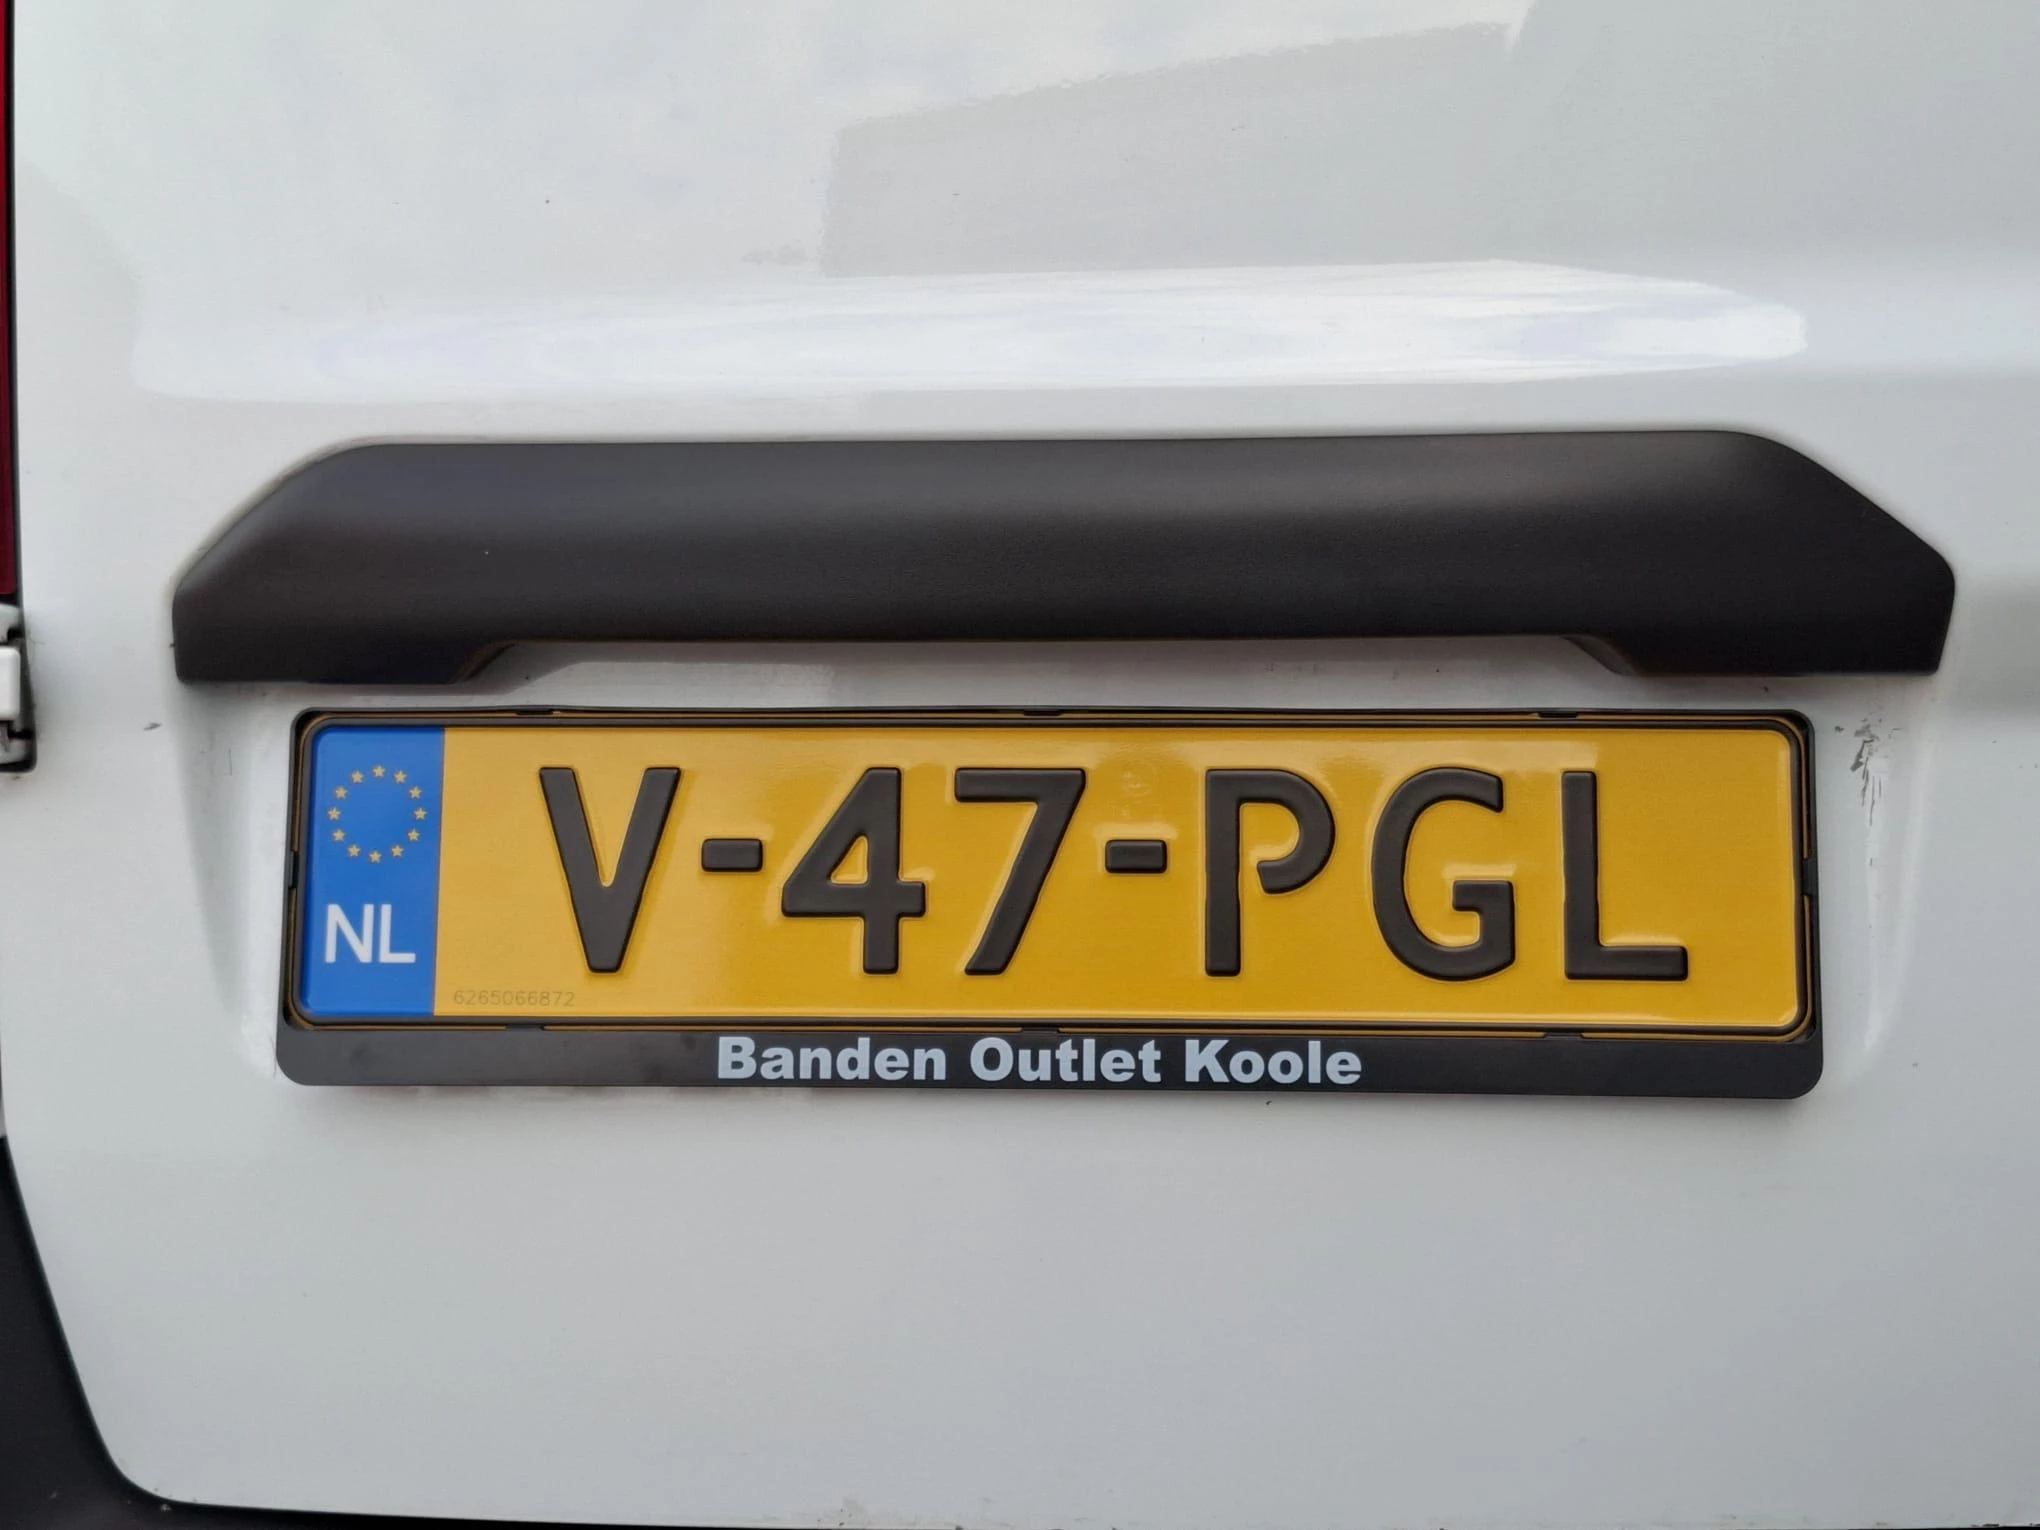 V-47-PGL
NL
6265066872
Banden Outlet Koole